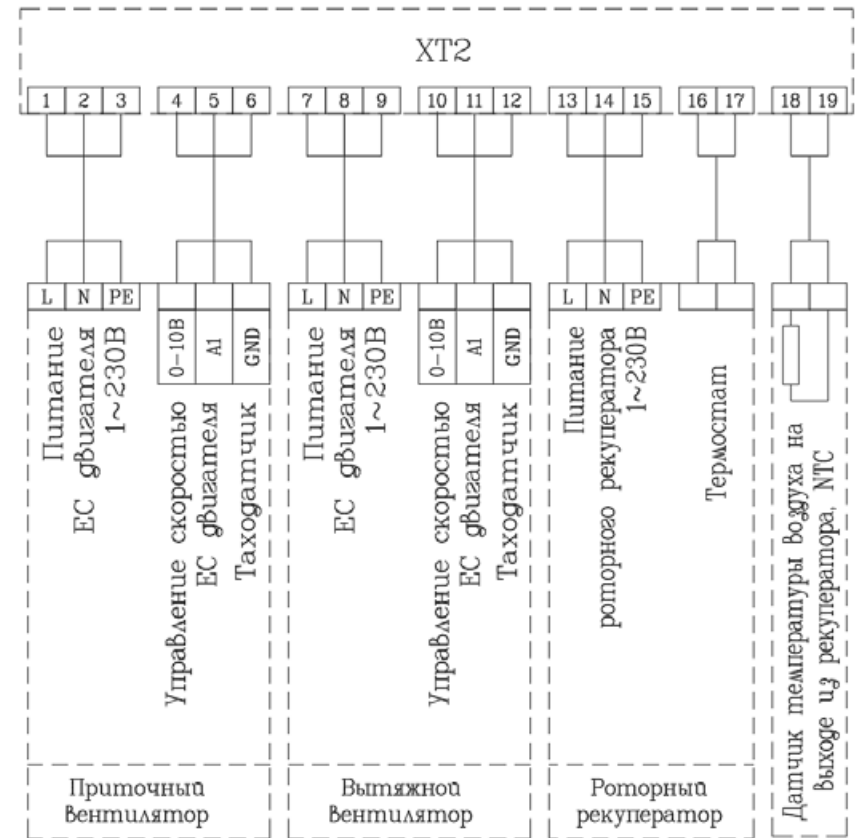 XT2
1 2 3 4 5 6 7 8 9 10 11 12 13 14 15 16 17 18 19
L N PE
Питание
ЕС двигателя
1~230В
0-10В
A1
GND
Управление скоростью
ЕС двигателя
Таходатчик
Приточный
вентилятор
L N PE
Питание
ЕС двигателя
1~230В
0-10В
A1
GND
Управление скоростью
ЕС двигателя
Таходатчик
Вытяжной
вентилятор
L N PE
Питание
роторного рекуператора
1~230В
Термостат
Роторный
рекуператор
Датчик температуры воздуха на
выходе из рекуператора, NTC